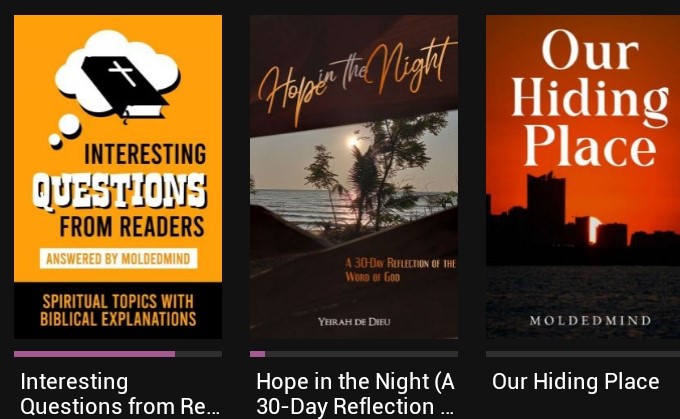 INTERESTING
QUESTIONS
FROM READERS
ANSWERED BY MOLDEDMIND
SPIRITUAL TOPICS WITH
BIBLICAL EXPLANATIONS
Interesting
Questions from Re...
Hope in the Night
A 30-Day Reflection of the
Word of God
Yeirah de Dieu
Hope in the Night (A
30-Day Reflection ...
Our
Hiding
Place
MOLDEDMIND
Our Hiding Place